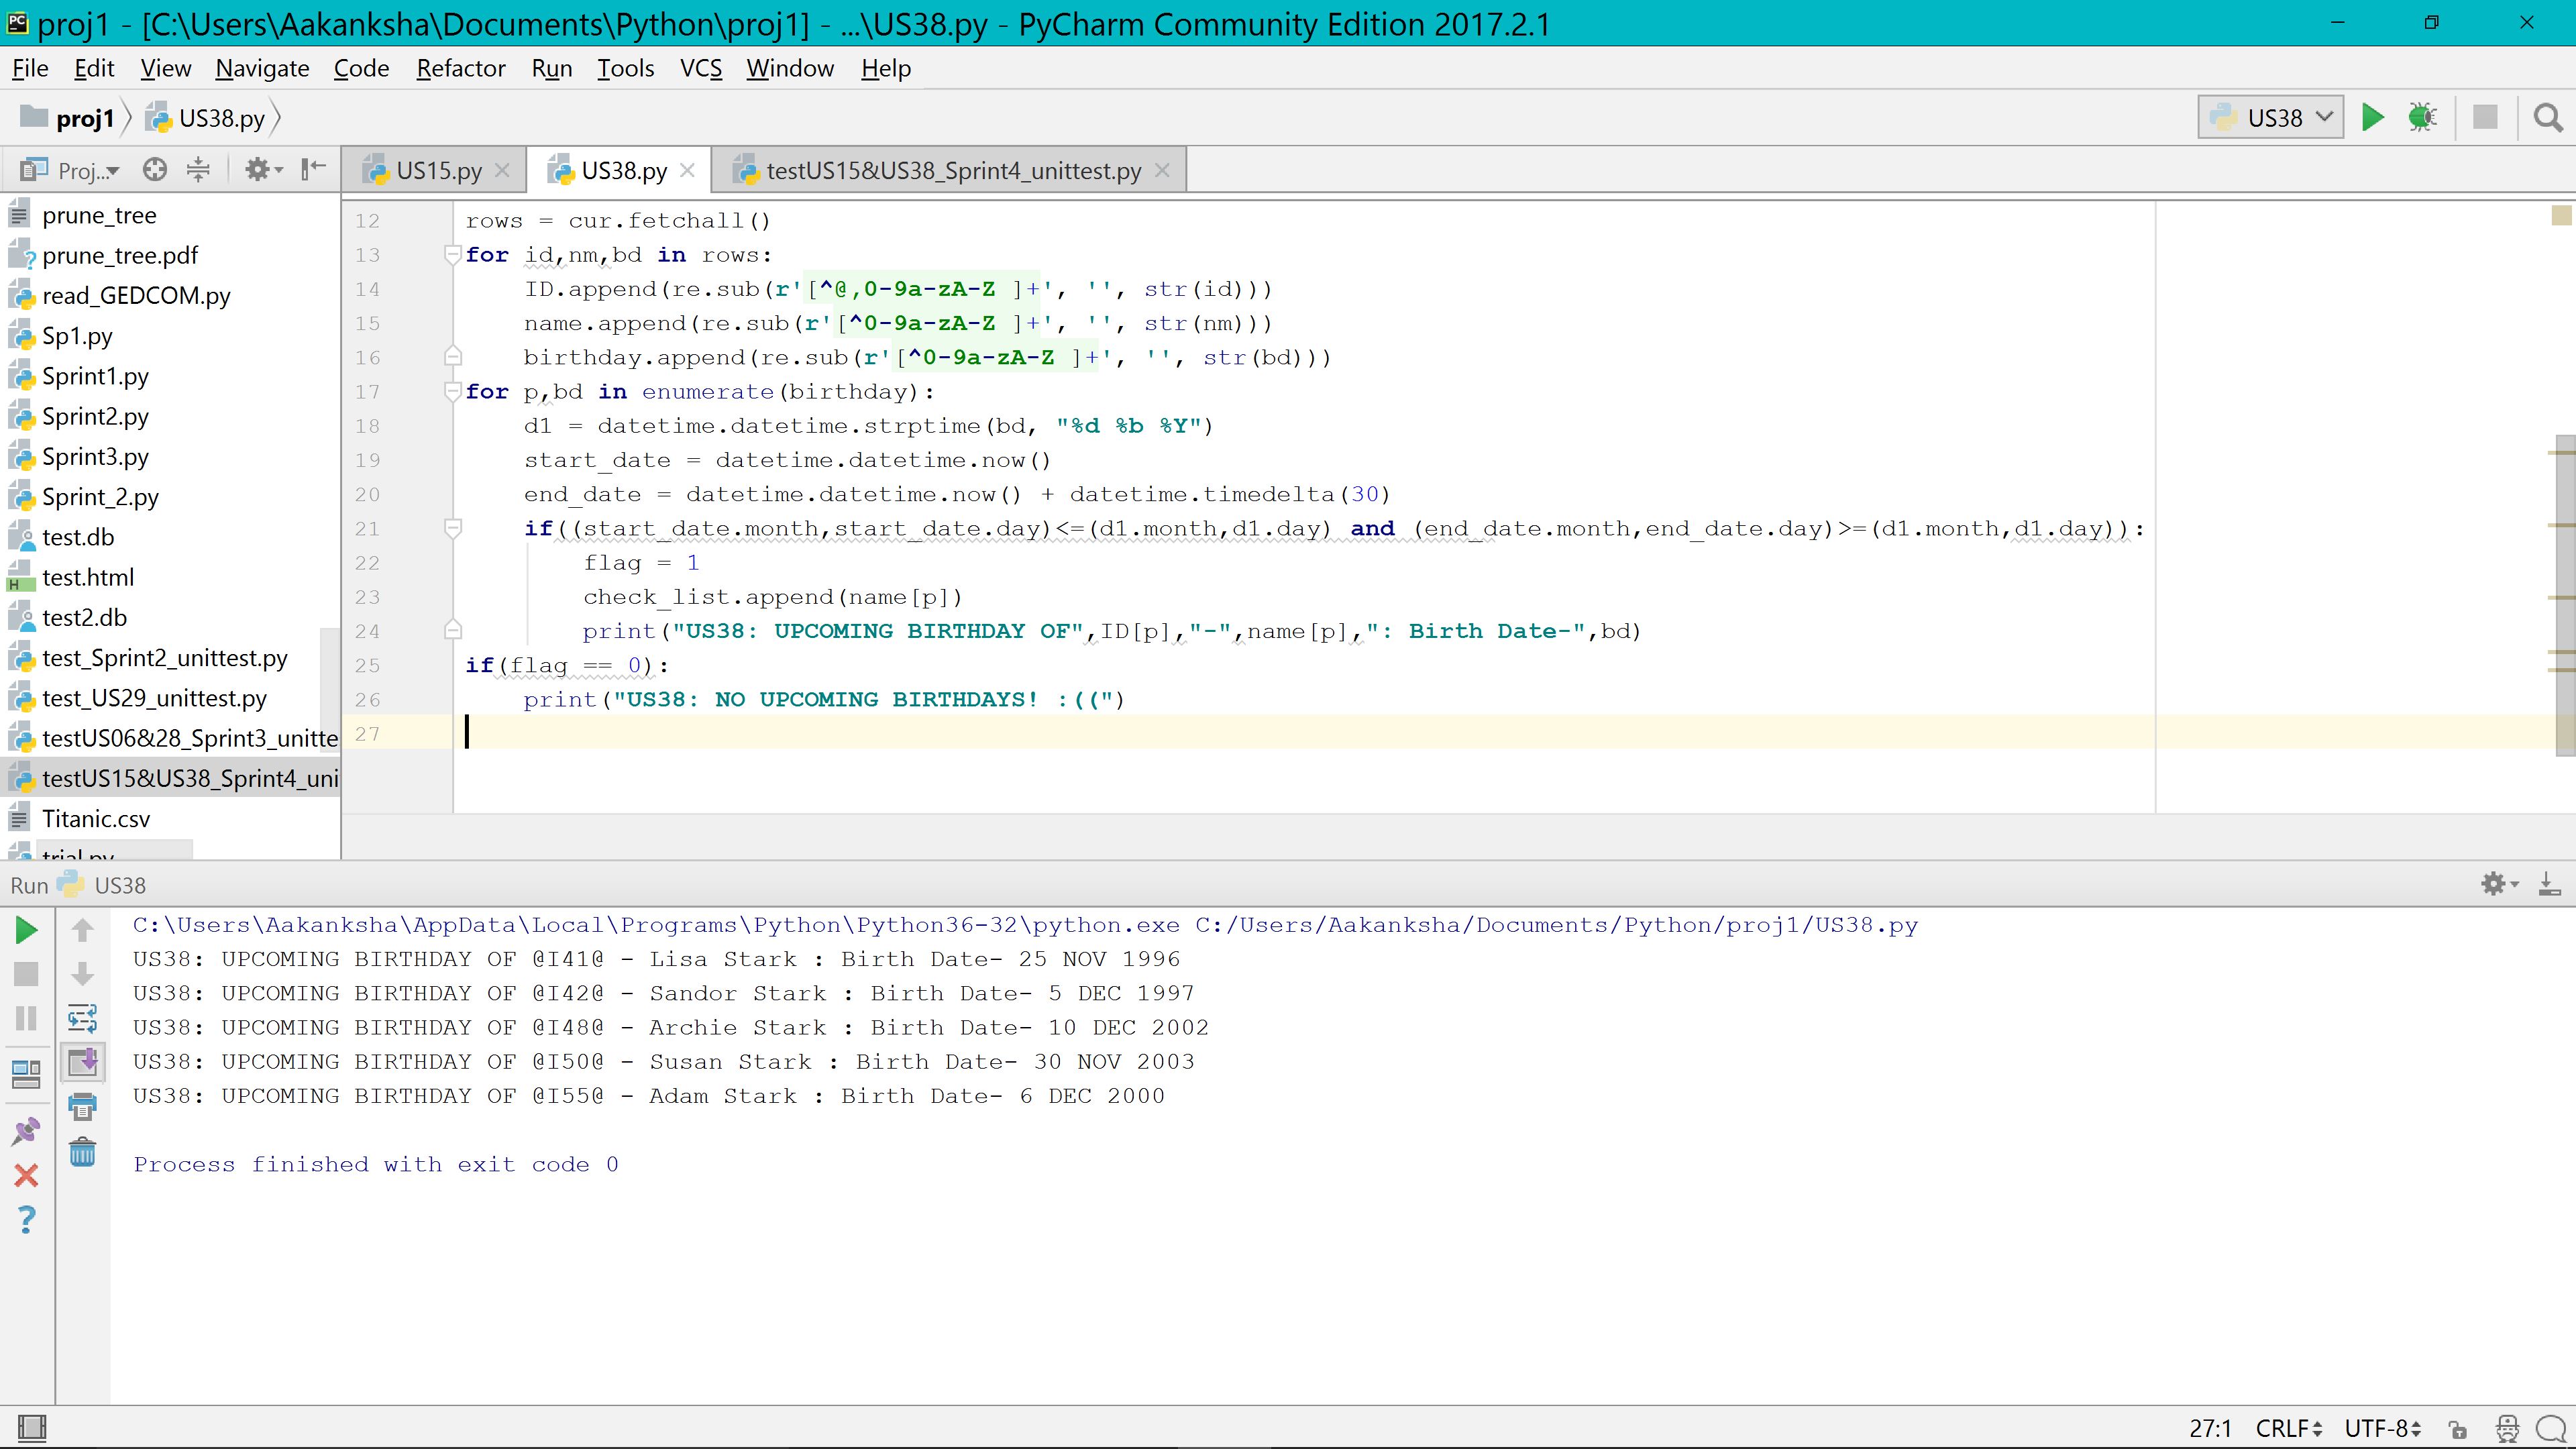 proj1 - [C:\Users\Aakanksha\Documents\Python\proj1] - ...\US38.py - PyCharm Community Edition 2017.2.1
File Edit View Navigate Code Refactor Run Tools VCS Window Help
proj1 US38.py US38
Proj... US15.py US38.py testUS15&US38_Sprint4_unittest.py
prune_tree
prune_tree.pdf
read_GEDCOM.py
Sp1.py
Sprint1.py
Sprint2.py
Sprint3.py
Sprint_2.py
test.db
test.html
test2.db
test_Sprint2_unittest.py
test_US29_unittest.py
testUS06&28_Sprint3_unitte
testUS15&US38_Sprint4_uni
Titanic.csv
trial.py
12 rows = cur.fetchall()
13 for id,nm,bd in rows:
14     ID.append(re.sub(r'[^@,0-9a-zA-Z ]+', '', str(id)))
15     name.append(re.sub(r'[^0-9a-zA-Z ]+', '', str(nm)))
16     birthday.append(re.sub(r'[^0-9a-zA-Z ]+', '', str(bd)))
17 for p,bd in enumerate(birthday):
18     d1 = datetime.datetime.strptime(bd, "%d %b %Y")
19     start_date = datetime.datetime.now()
20     end_date = datetime.datetime.now() + datetime.timedelta(30)
21     if((start_date.month,start_date.day)<=(d1.month,d1.day) and (end_date.month,end_date.day)>=(d1.month,d1.day)):
22         flag = 1
23         check_list.append(name[p])
24         print("US38: UPCOMING BIRTHDAY OF",ID[p],"-",name[p],": Birth Date-",bd)
25 if(flag == 0):
26     print("US38: NO UPCOMING BIRTHDAYS! :((")
27
Run US38
C:\Users\Aakanksha\AppData\Local\Programs\Python\Python36-32\python.exe C:/Users/Aakanksha/Documents/Python/proj1/US38.py
US38: UPCOMING BIRTHDAY OF @I41@ - Lisa Stark : Birth Date- 25 NOV 1996
US38: UPCOMING BIRTHDAY OF @I42@ - Sandor Stark : Birth Date- 5 DEC 1997
US38: UPCOMING BIRTHDAY OF @I48@ - Archie Stark : Birth Date- 10 DEC 2002
US38: UPCOMING BIRTHDAY OF @I50@ - Susan Stark : Birth Date- 30 NOV 2003
US38: UPCOMING BIRTHDAY OF @I55@ - Adam Stark : Birth Date- 6 DEC 2000
Process finished with exit code 0
27:1 CRLF UTF-8